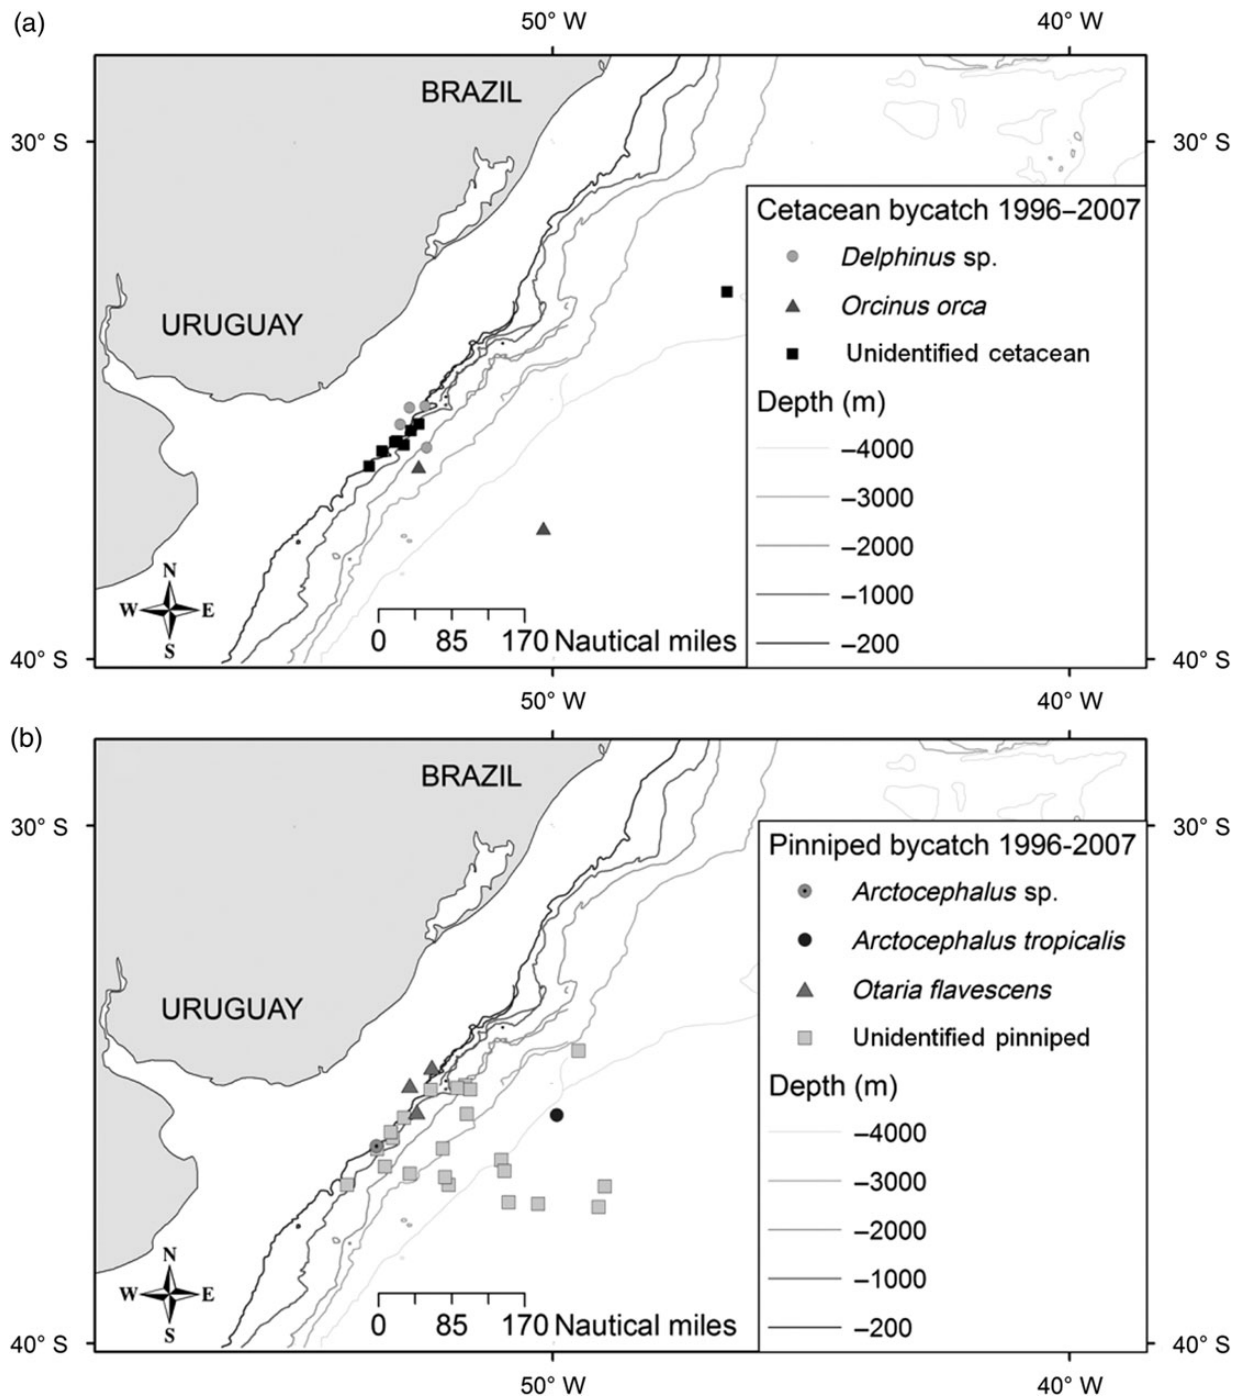 (a)
50° W 40° W
BRAZIL
30° S 30° S
Cetacean bycatch 1996–2007
Delphinus sp.
Orcinus orca
URUGUAY
Unidentified cetacean
Depth (m)
–4000
–3000
–2000
–1000
–200
N
W E
S
0 85 170 Nautical miles
40° S 40° S
50° W 40° W
(b)
BRAZIL
30° S 30° S
Pinniped bycatch 1996-2007
Arctocephalus sp.
Arctocephalus tropicalis
Otaria flavescens
URUGUAY
Unidentified pinniped
Depth (m)
–4000
–3000
–2000
–1000
–200
N
W E
S
0 85 170 Nautical miles
40° S 40° S
50° W 40° W